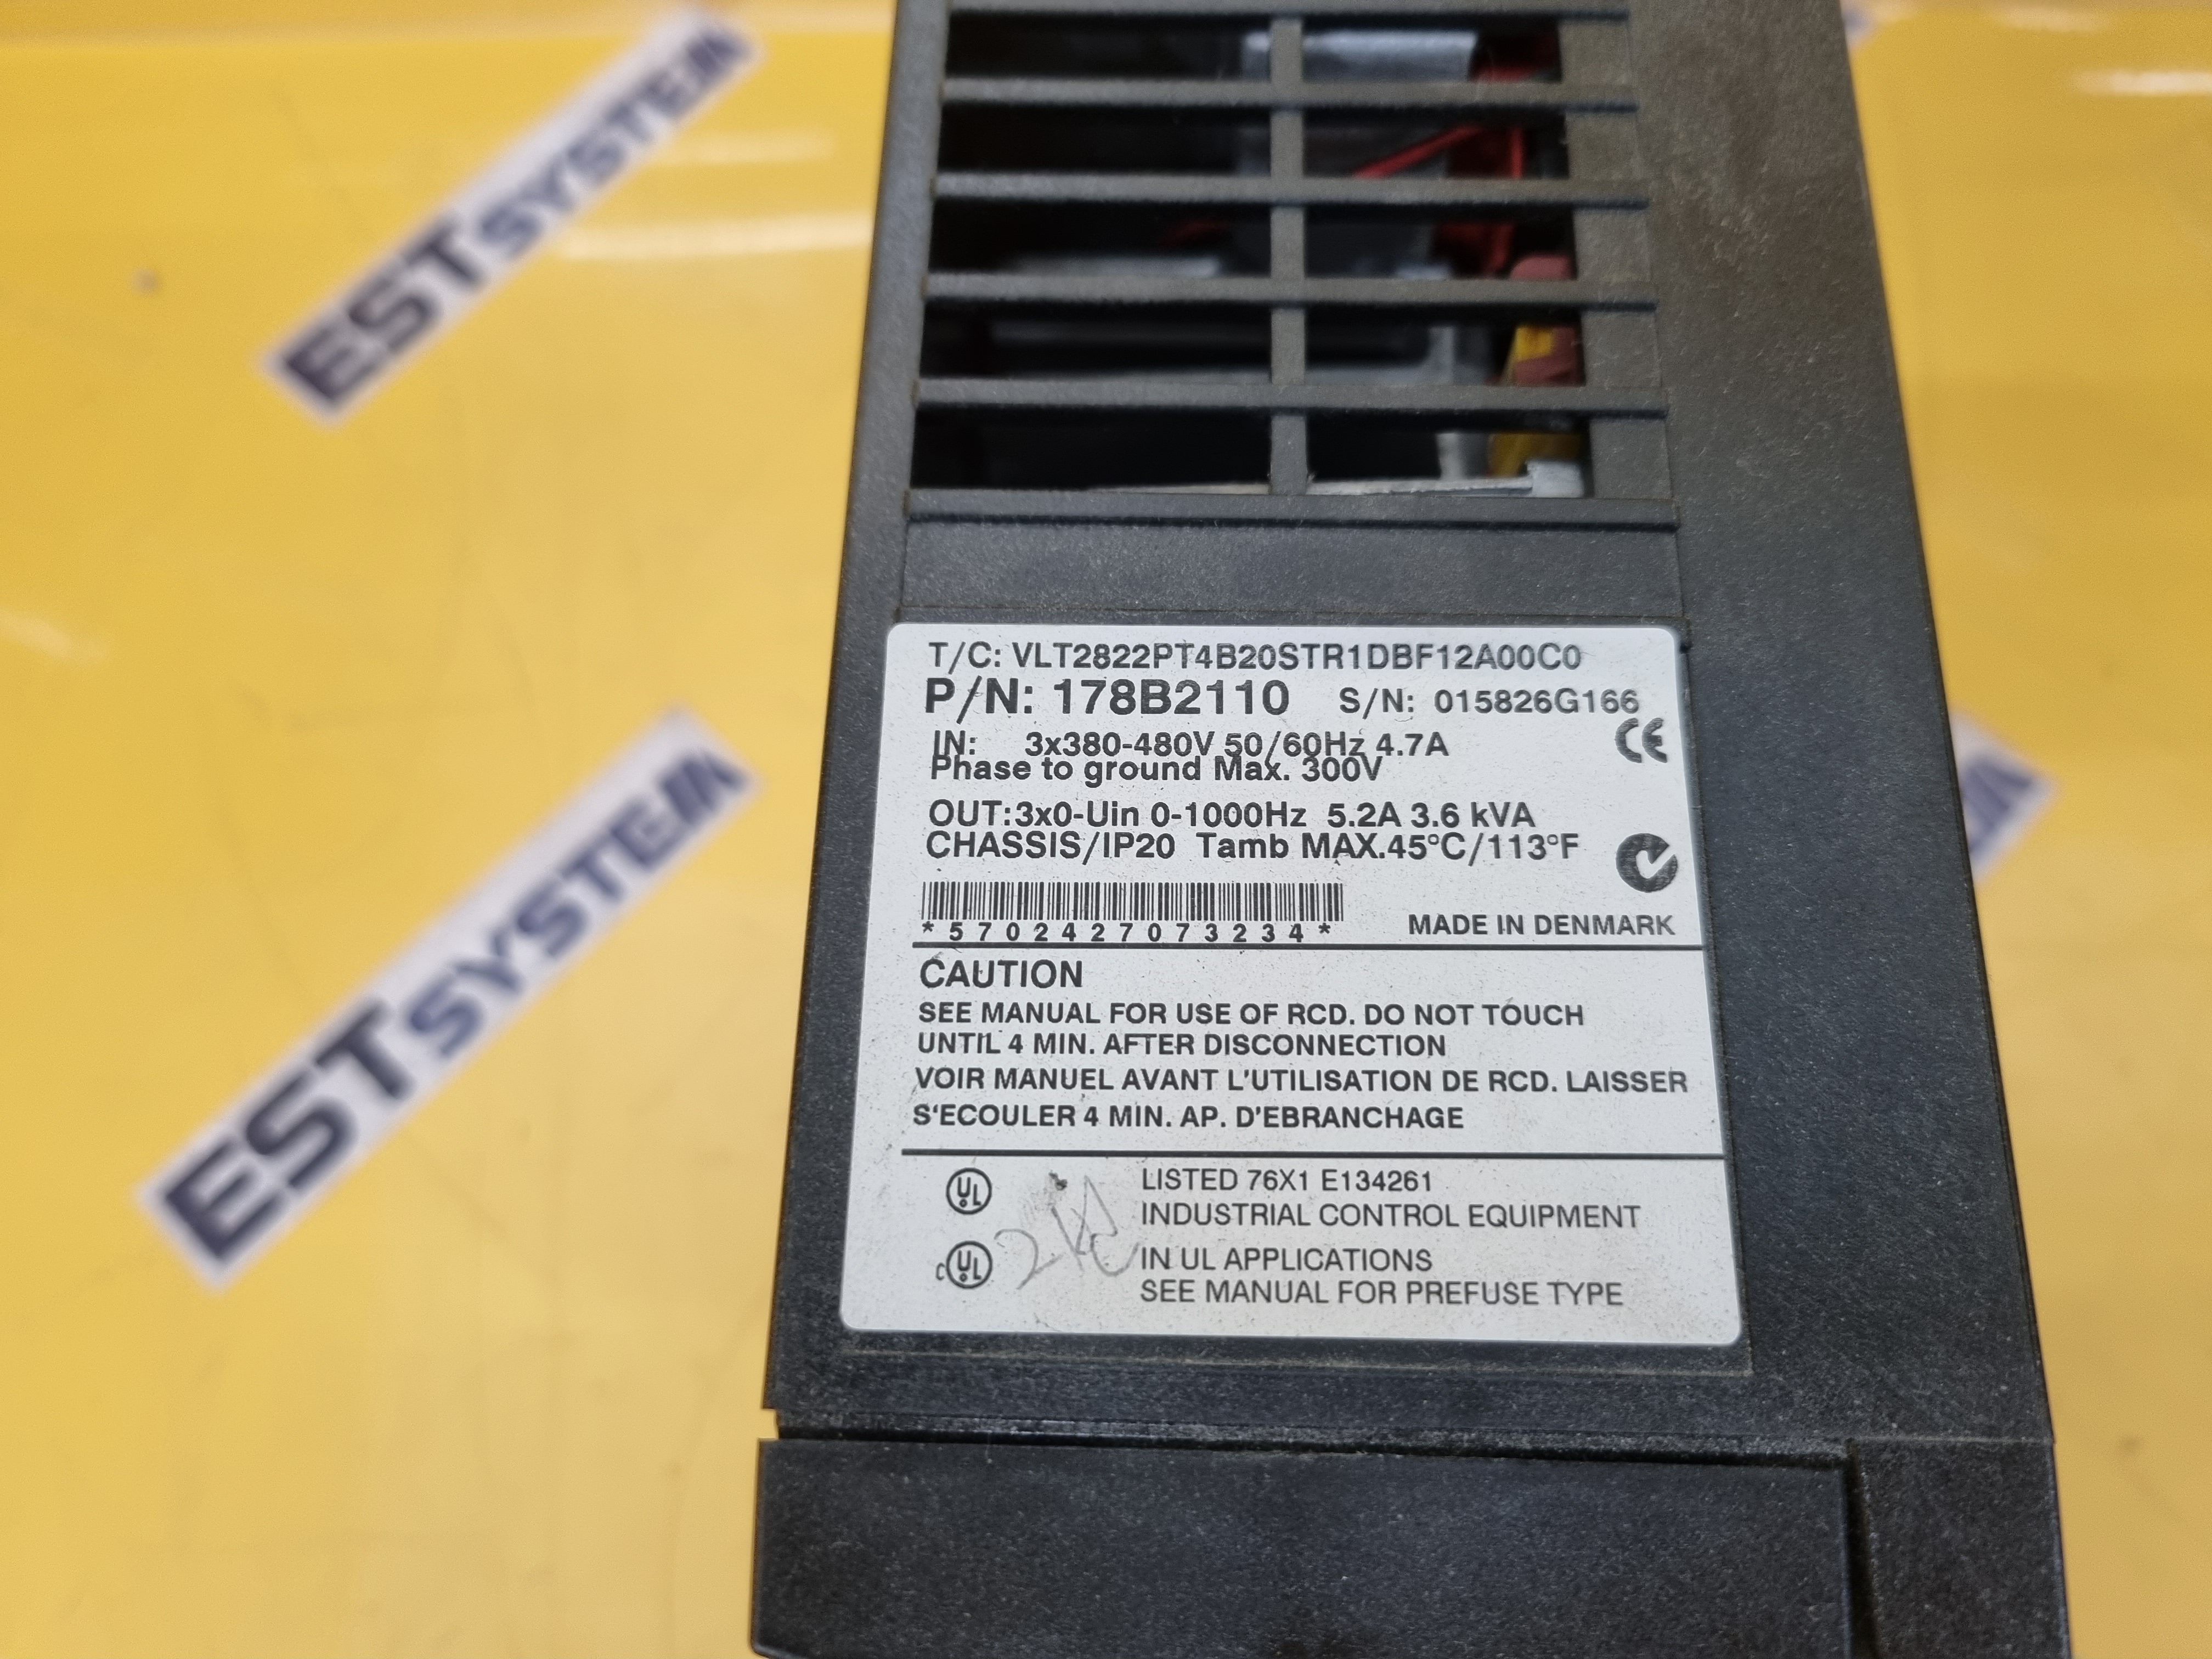 ESTSYSTEM
T/C: VLT2822PT4B20STR1DBF12A00C0
P/N: 178B2110 S/N: 015826G166
IN: 3x380-480V 50/60Hz 4.7A
CE
Phase to ground Max. 300V
OUT:3x0-Uin 0-1000Hz 5.2A 3.6 kVA
CHASSIS/IP20 Tamb MAX.45°C/113°F
*5702427073234*
MADE IN DENMARK
CAUTION
SEE MANUAL FOR USE OF RCD. DO NOT TOUCH
UNTIL 4 MIN. AFTER DISCONNECTION
VOIR MANUEL AVANT L'UTILISATION DE RCD. LAISSER
S'ECOULER 4 MIN. AP. D'EBRANCHAGE
UL LISTED 76X1 E134261
INDUSTRIAL CONTROL EQUIPMENT
cUL IN UL APPLICATIONS
SEE MANUAL FOR PREFUSE TYPE
ESTSYSTEM